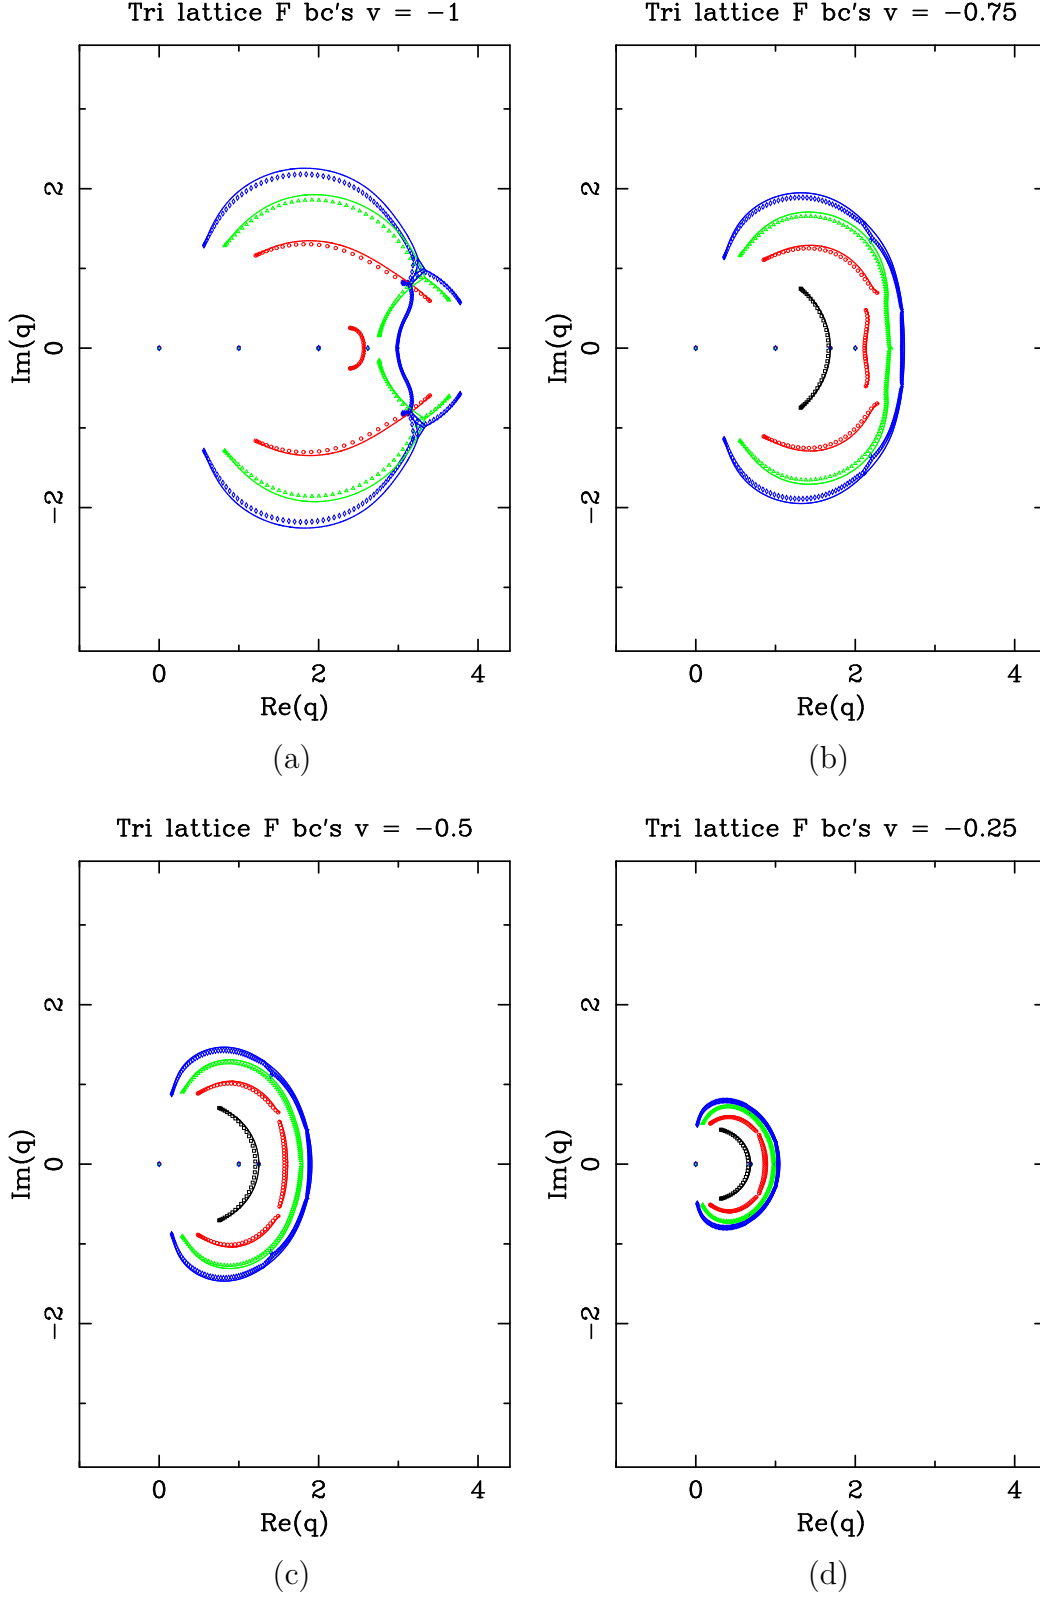 Tri lattice F bc's v = −1
Tri lattice F bc's v = −0.75
Im(q)
2
0
−2
0 2 4
Re(q)
(a)
Im(q)
2
0
−2
0 2 4
Re(q)
(b)
Tri lattice F bc's v = −0.5
Tri lattice F bc's v = −0.25
Im(q)
2
0
−2
0 2 4
Re(q)
(c)
Im(q)
2
0
−2
0 2 4
Re(q)
(d)